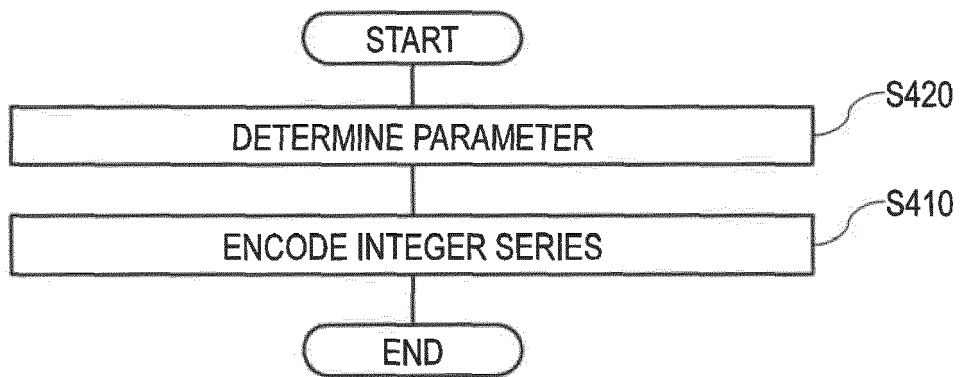 START
S420
DETERMINE PARAMETER
S410
ENCODE INTEGER SERIES
END